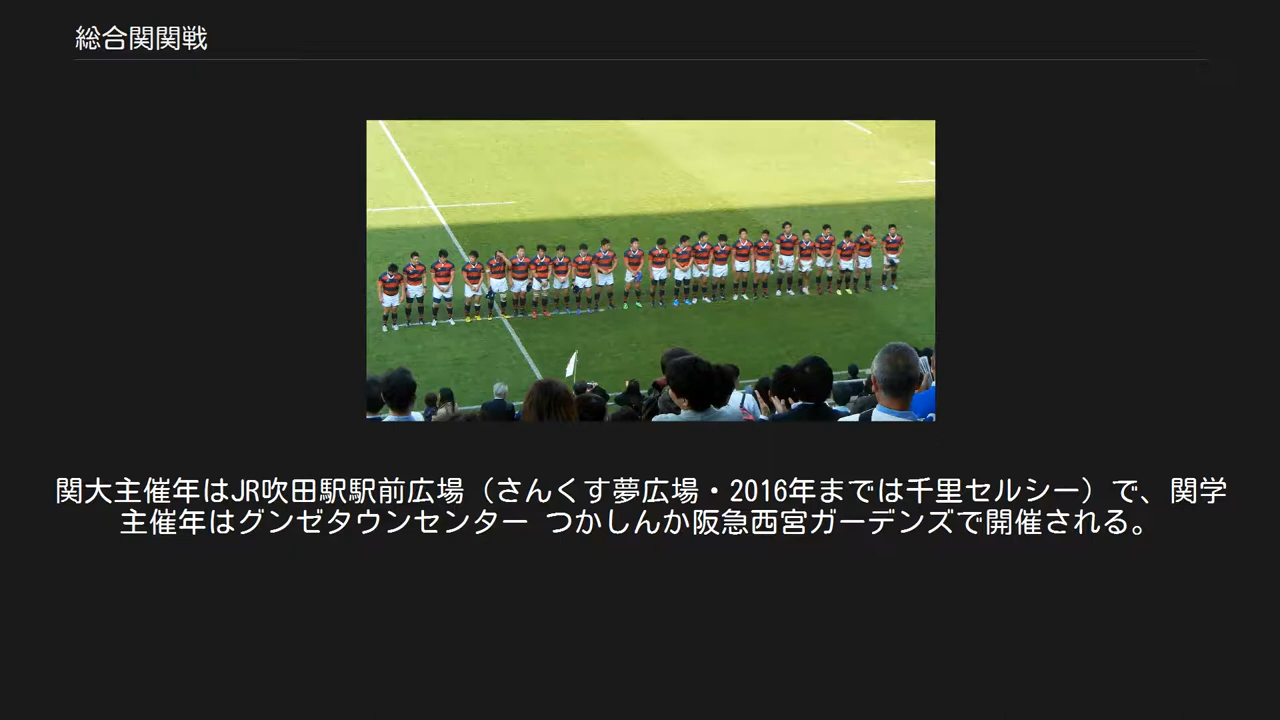 総合関関戦
関大主催年はJR吹田駅駅前広場（さんくす夢広場・2016年までは千里セルシー）で、関学
主催年はグンゼタウンセンター つかしんか阪急西宮ガーデンズで開催される。